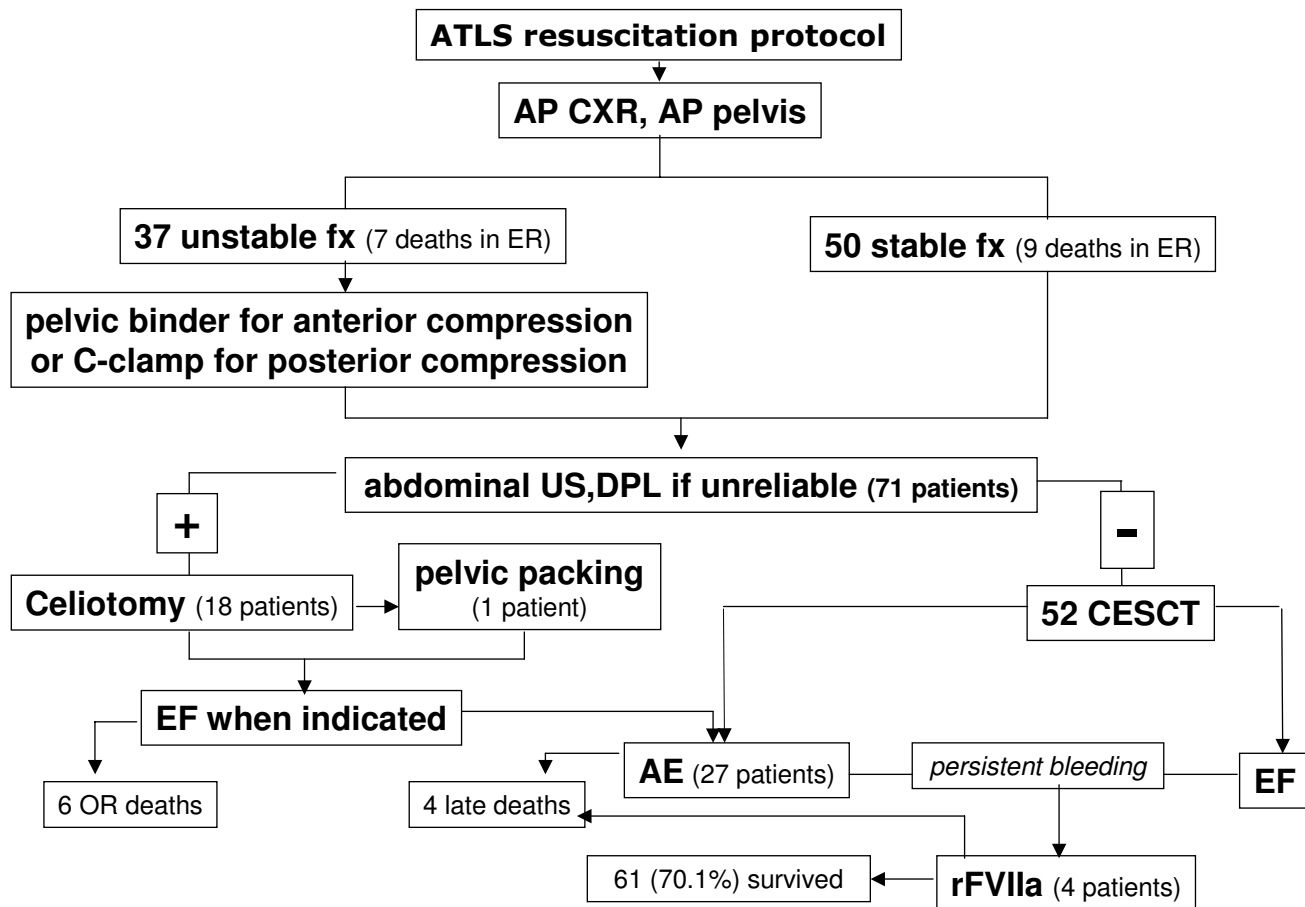 ATLS resuscitation protocol
AP CXR, AP pelvis
37 unstable fx (7 deaths in ER)
50 stable fx (9 deaths in ER)
pelvic binder for anterior compression
or C-clamp for posterior compression
abdominal US,DPL if unreliable (71 patients)
+
-
Celiotomy (18 patients)
pelvic packing
(1 patient)
52 CESCT
EF when indicated
AE (27 patients)
persistent bleeding
EF
6 OR deaths
4 late deaths
61 (70.1%) survived
rFVIIa (4 patients)